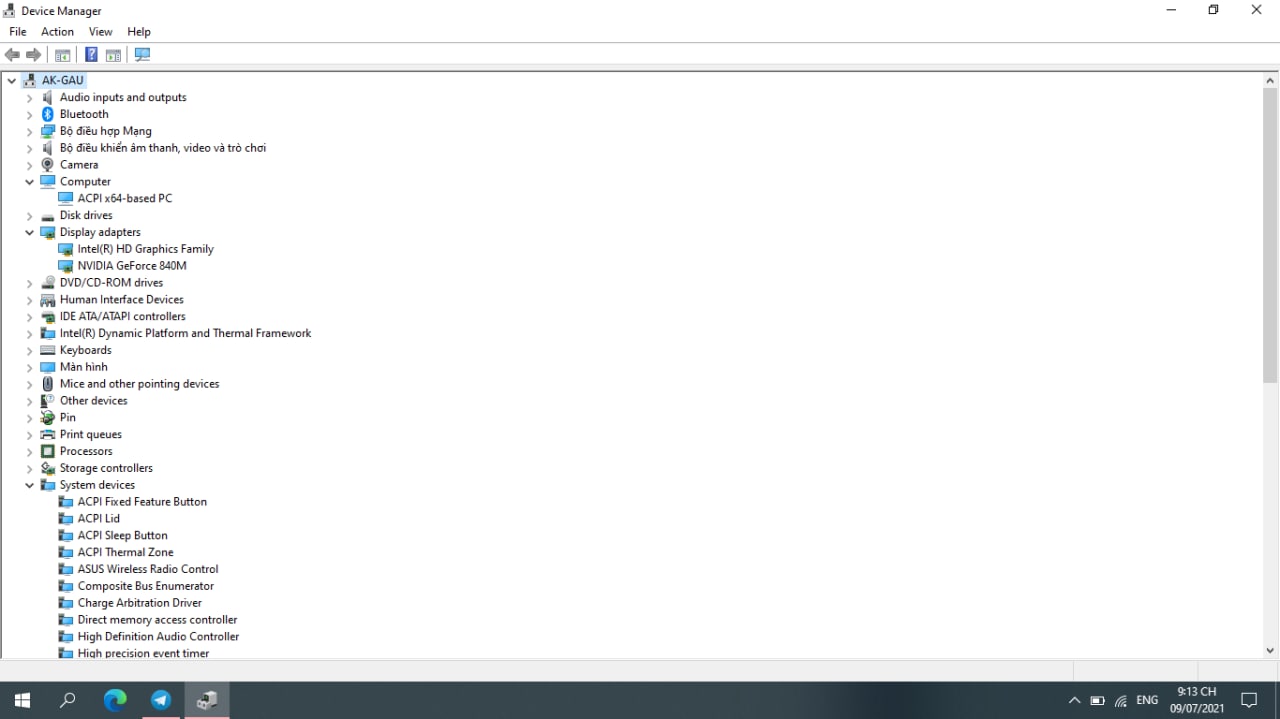 Device Manager
File Action View Help
AK-GAU
Audio inputs and outputs
Bluetooth
Bộ điều hợp Mạng
Bộ điều khiển âm thanh, video và trò chơi
Camera
Computer
ACPI x64-based PC
Disk drives
Display adapters
Intel(R) HD Graphics Family
NVIDIA GeForce 840M
DVD/CD-ROM drives
Human Interface Devices
IDE ATA/ATAPI controllers
Intel(R) Dynamic Platform and Thermal Framework
Keyboards
Màn hình
Mice and other pointing devices
Other devices
Pin
Print queues
Processors
Storage controllers
System devices
ACPI Fixed Feature Button
ACPI Lid
ACPI Sleep Button
ACPI Thermal Zone
ASUS Wireless Radio Control
Composite Bus Enumerator
Charge Arbitration Driver
Direct memory access controller
High Definition Audio Controller
High precision event timer
ENG
9:13 CH
09/07/2021